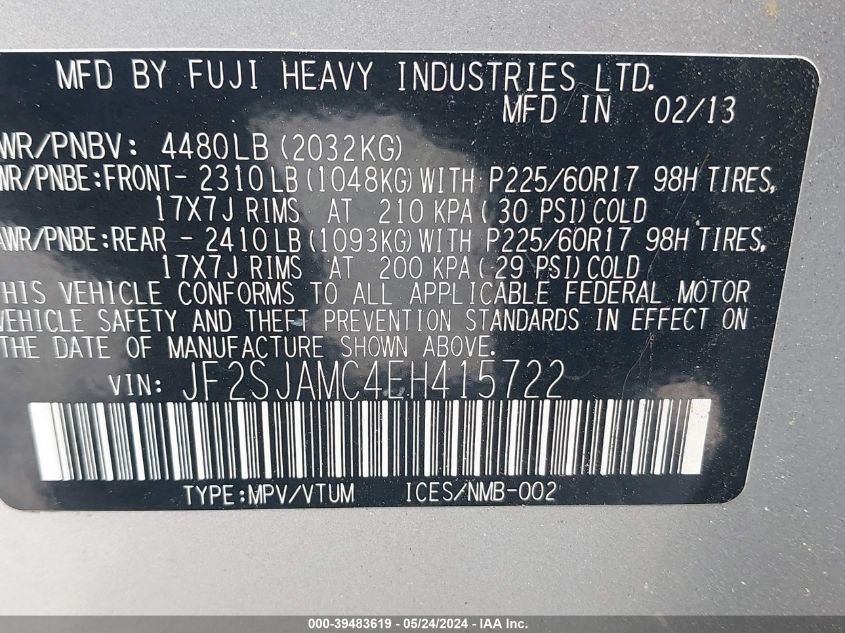 MFD BY FUJI HEAVY INDUSTRIES LTD.
MFD IN 02/13
WR/PNBV: 4480LB (2032KG)
WR/PNBE:FRONT- 2310LB (1048KG) WITH P225/60R17 98H TIRES,
17X7J RIMS AT 210 KPA( 30 PSI) COLD
AWR/PNBE:REAR - 2410LB (1093KG) WITH P225/60R17 98H TIRES,
17X7J RIMS AT 200 KPA (-29 PSI) COLD
THIS VEHICLE CONFORMS TO ALL APPLICABLE FEDERAL MOTOR
VEHICLE SAFETY AND THEFT PREVENTION STANDARDS IN EFFECT ON
THE DATE OF MANUFACTURE SHOWN ABOVE.
VIN: JF2SJAMC4EH415722
TYPE:MPV/VTUM ICES/NMB-002
000-39483619 - 05/24/2024 - IAA Inc.